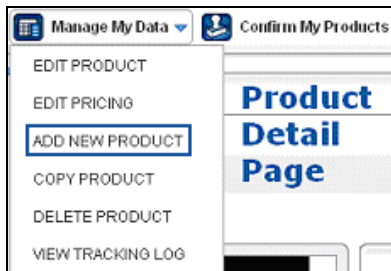 Manage My Data
Confirm My Products
EDIT PRODUCT
EDIT PRICING
ADD NEW PRODUCT
COPY PRODUCT
DELETE PRODUCT
VIEW TRACKING LOG
Product
Detail
Page